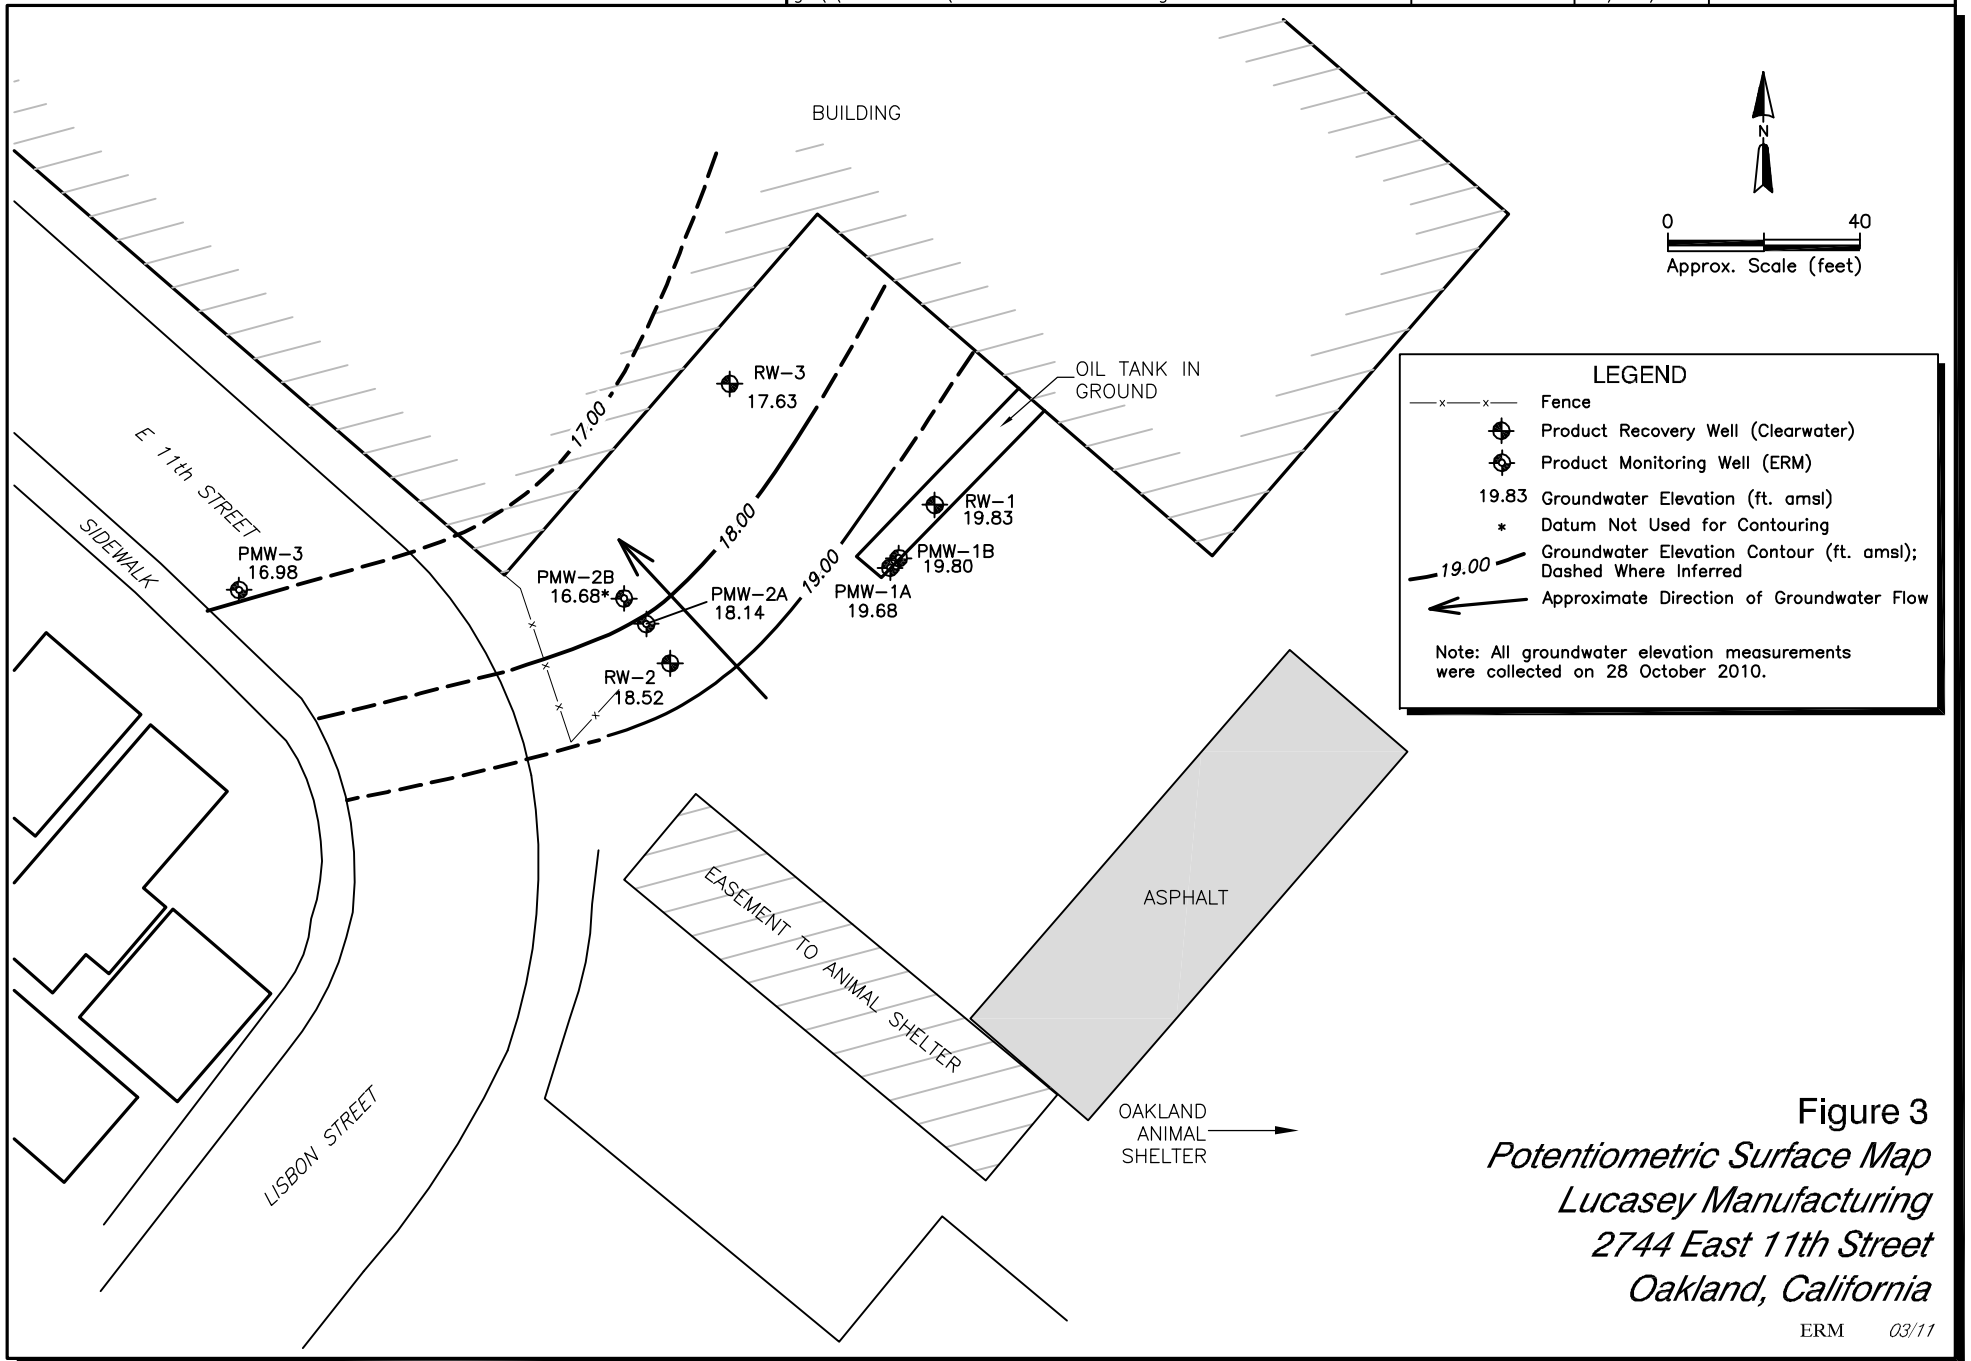 BUILDING
N
0 40
Approx. Scale (feet)
RW-3
17.63
OIL TANK IN
GROUND
17.00
E 11th STREET
SIDEWALK
PMW-3
16.98
18.00
19.00
RW-1
19.83
PMW-1B
19.80
PMW-1A
19.68
PMW-2B
16.68*
PMW-2A
18.14
RW-2
18.52
LEGEND
x x Fence
Product Recovery Well (Clearwater)
Product Monitoring Well (ERM)
19.83 Groundwater Elevation (ft. amsl)
* Datum Not Used for Contouring
19.00 Groundwater Elevation Contour (ft. amsl);
Dashed Where Inferred
Approximate Direction of Groundwater Flow
Note: All groundwater elevation measurements
were collected on 28 October 2010.
x
x
x
x
EASEMENT TO ANIMAL SHELTER
ASPHALT
LISBON STREET
OAKLAND
ANIMAL
SHELTER
Figure 3
Potentiometric Surface Map
Lucasey Manufacturing
2744 East 11th Street
Oakland, California
ERM 03/11